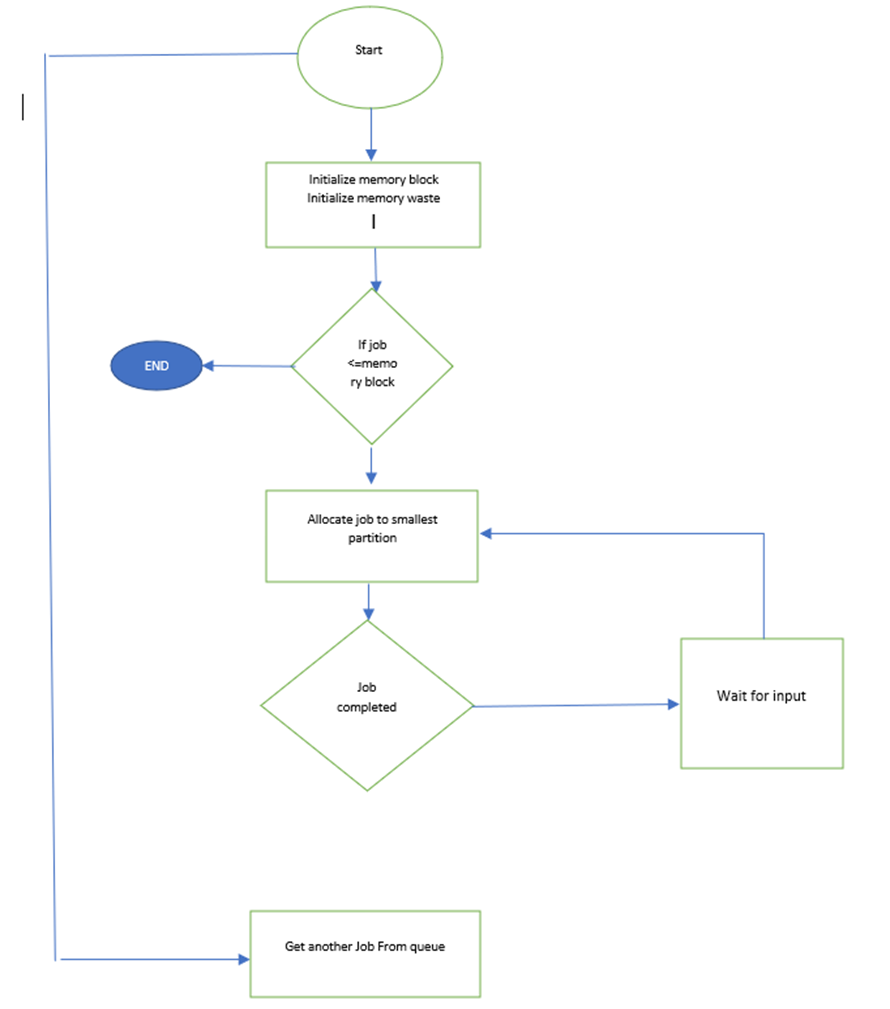 Start
Initialize memory block
Initialize memory waste
If job
<=memo
ry block
END
Allocate job to smallest
partition
Job
completed
Wait for input
Get another Job From queue